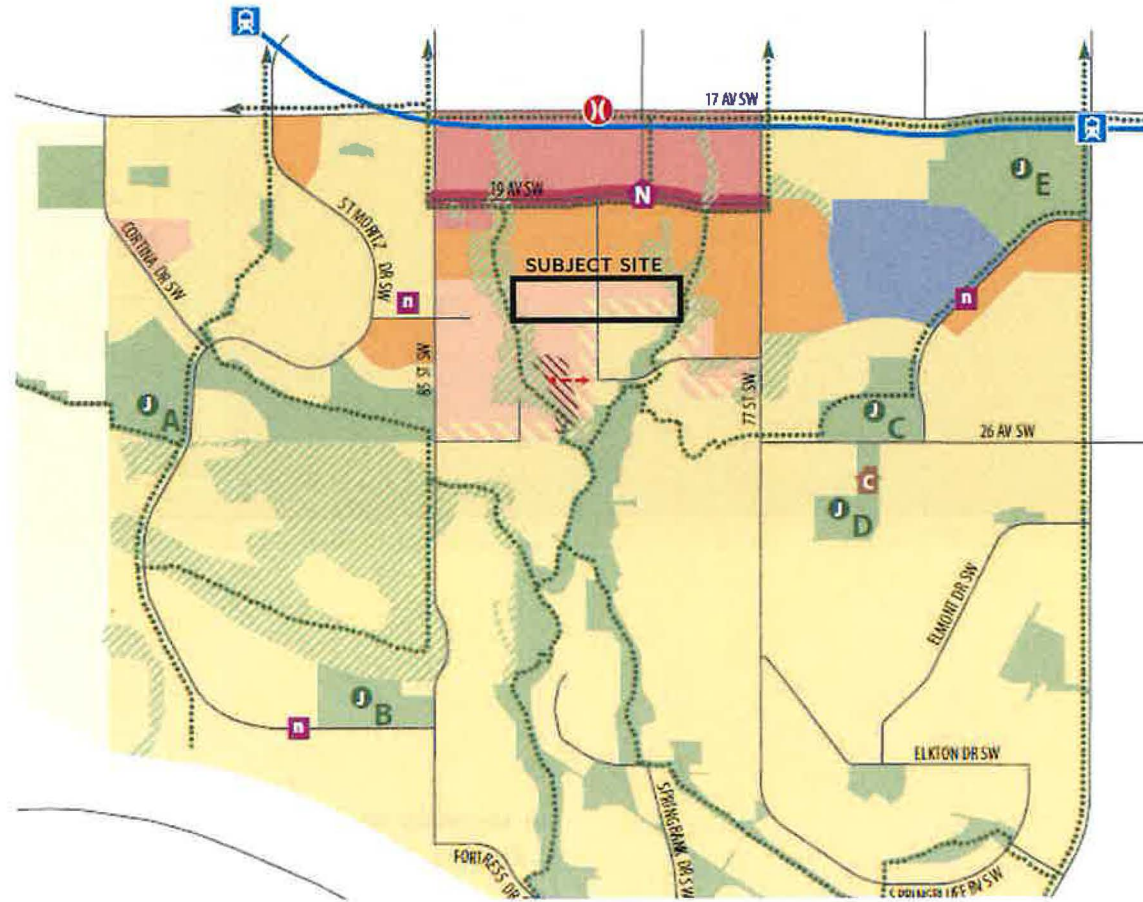 17 AV SW
E
19 AV SW
N
ST MORITZ DR SW
CORTINA DR SW
SUBJECT SITE
n
n
85 ST SW
77 ST SW
J
A
J
C
26 AV SW
C
J
D
ELMONT DR SW
J
B
n
ELKTON DR SW
SPRINGBANK DR SW
FORTRESS DR
J